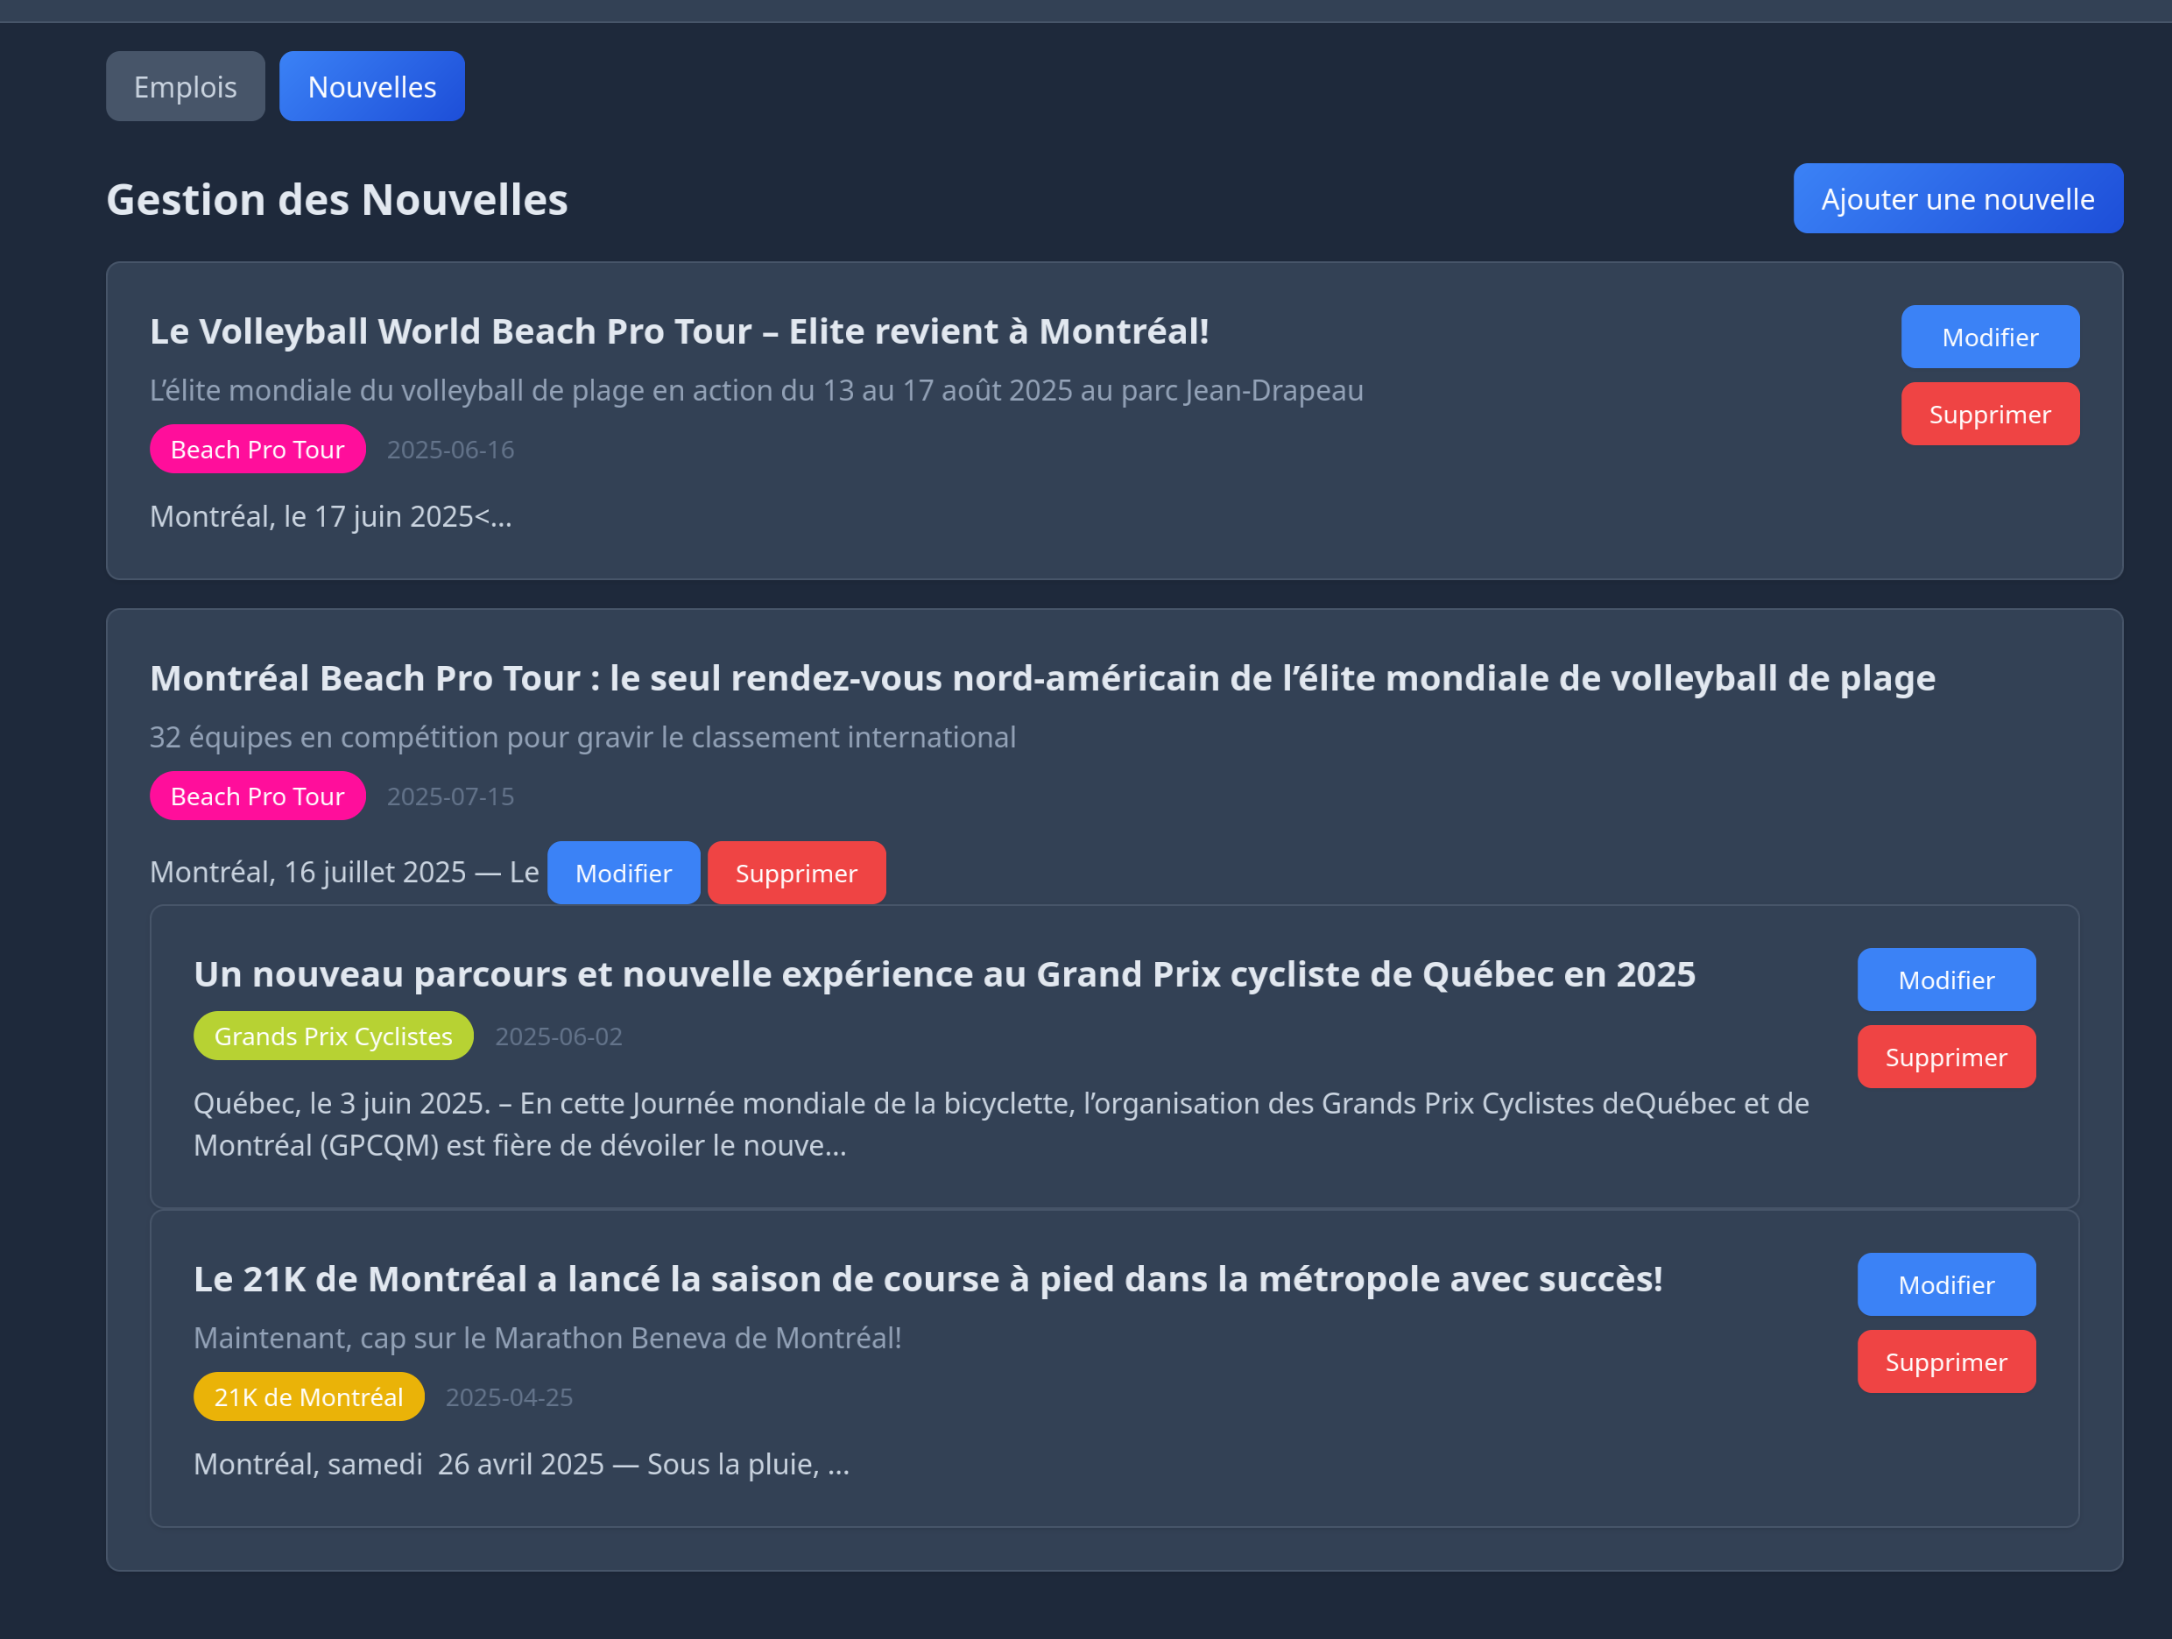 Emplois
Nouvelles
Gestion des Nouvelles
Ajouter une nouvelle
Le Volleyball World Beach Pro Tour – Elite revient à Montréal!
Modifier
L’élite mondiale du volleyball de plage en action du 13 au 17 août 2025 au parc Jean-Drapeau
Supprimer
Beach Pro Tour 2025-06-16
Montréal, le 17 juin 2025<...
Montréal Beach Pro Tour : le seul rendez-vous nord-américain de l’élite mondiale de volleyball de plage
32 équipes en compétition pour gravir le classement international
Beach Pro Tour 2025-07-15
Montréal, 16 juillet 2025 — Le Modifier Supprimer
Un nouveau parcours et nouvelle expérience au Grand Prix cycliste de Québec en 2025
Modifier
Grands Prix Cyclistes 2025-06-02
Supprimer
Québec, le 3 juin 2025. – En cette Journée mondiale de la bicyclette, l’organisation des Grands Prix Cyclistes deQuébec et de
Montréal (GPCQM) est fière de dévoiler le nouve...
Le 21K de Montréal a lancé la saison de course à pied dans la métropole avec succès!
Modifier
Maintenant, cap sur le Marathon Beneva de Montréal!
Supprimer
21K de Montréal 2025-04-25
Montréal, samedi  26 avril 2025 — Sous la pluie, ...